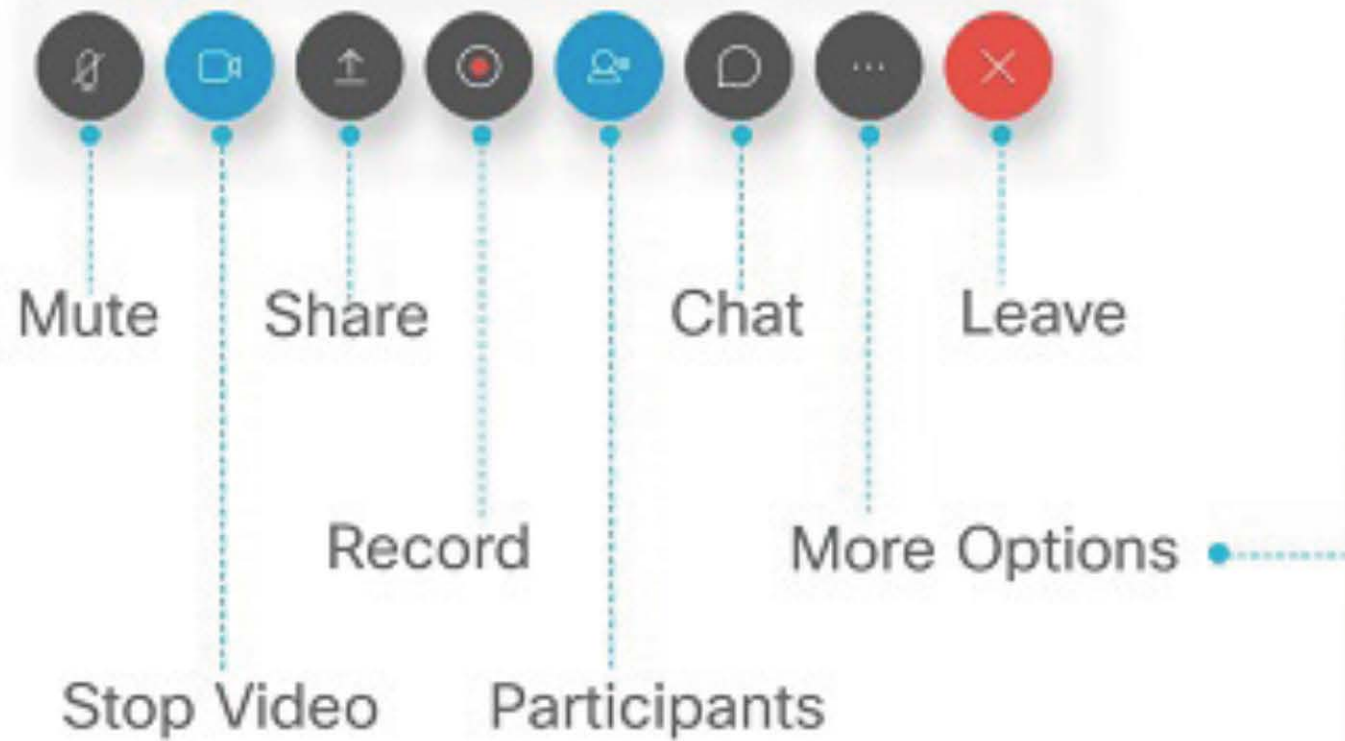 Mute
Share
Chat
Leave
Record
More Options
Stop Video
Participants